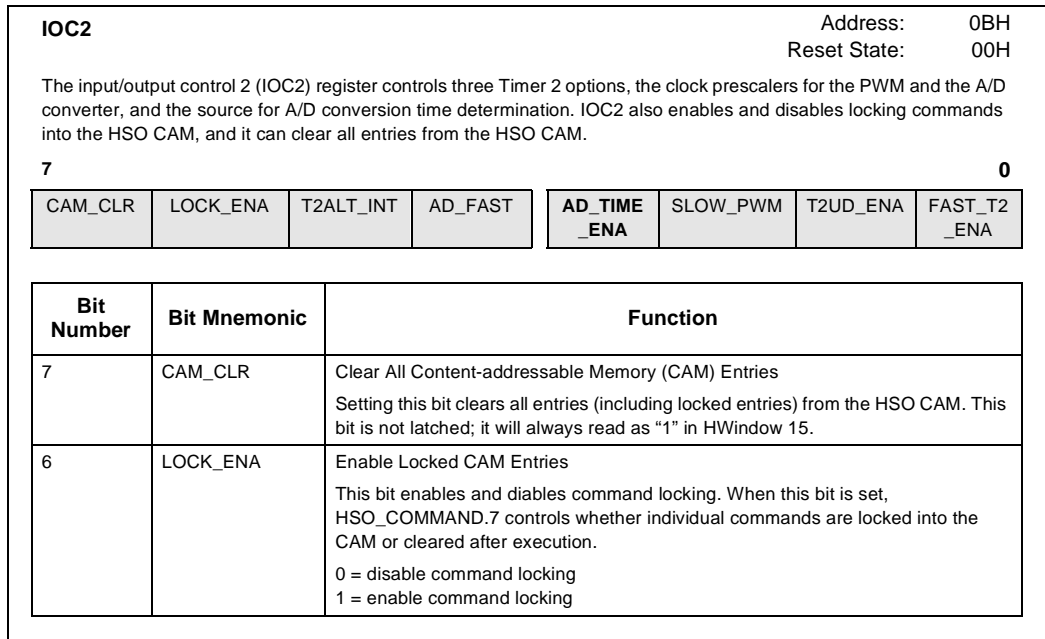 IOC2
Address: 0BH
Reset State: 00H
The input/output control 2 (IOC2) register controls three Timer 2 options, the clock prescalers for the PWM and the A/D
converter, and the source for A/D conversion time determination. IOC2 also enables and disables locking commands
into the HSO CAM, and it can clear all entries from the HSO CAM.
7 0
CAM_CLR LOCK_ENA T2ALT_INT AD_FAST AD_TIME SLOW_PWM T2UD_ENA FAST_T2
_ENA _ENA
Bit
Number Bit Mnemonic Function
7 CAM_CLR Clear All Content-addressable Memory (CAM) Entries
Setting this bit clears all entries (including locked entries) from the HSO CAM. This
bit is not latched; it will always read as “1” in HWindow 15.
6 LOCK_ENA Enable Locked CAM Entries
This bit enables and diables command locking. When this bit is set,
HSO_COMMAND.7 controls whether individual commands are locked into the
CAM or cleared after execution.
0 = disable command locking
1 = enable command locking